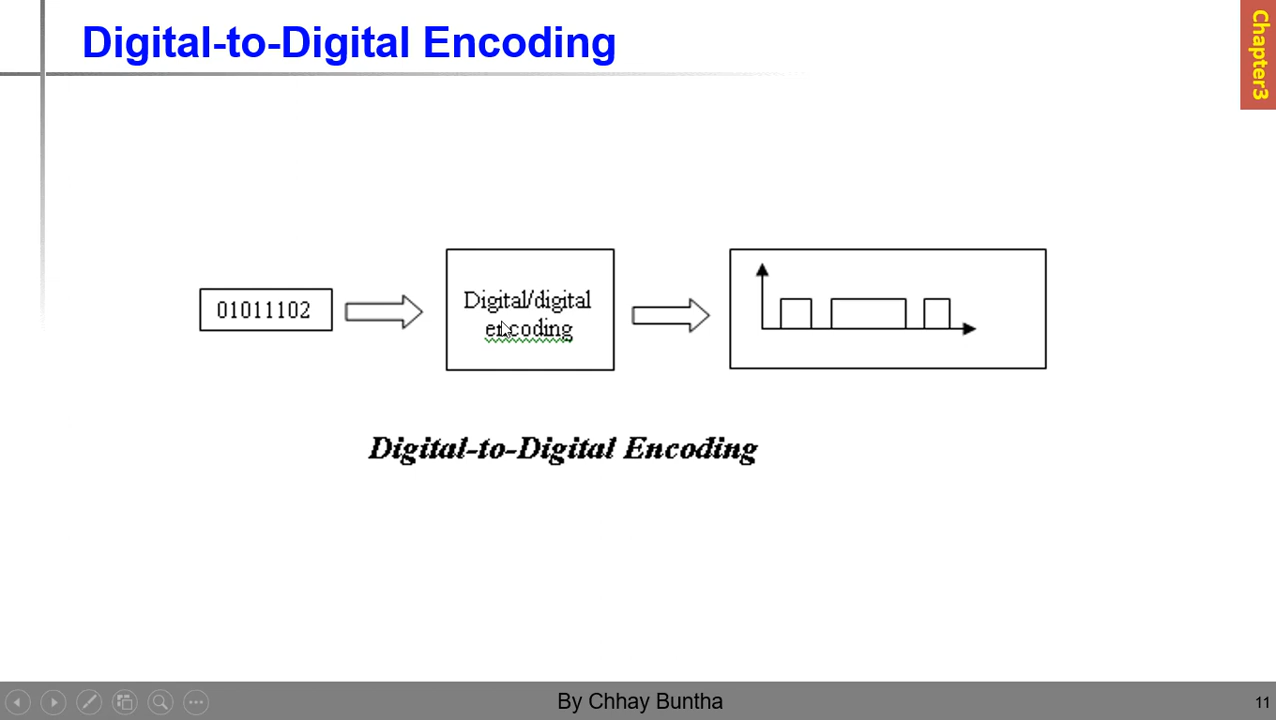 Digital-to-Digital Encoding
Chapter3
01011102
Digital/digital
encoding
Digital-to-Digital Encoding
By Chhay Buntha
11